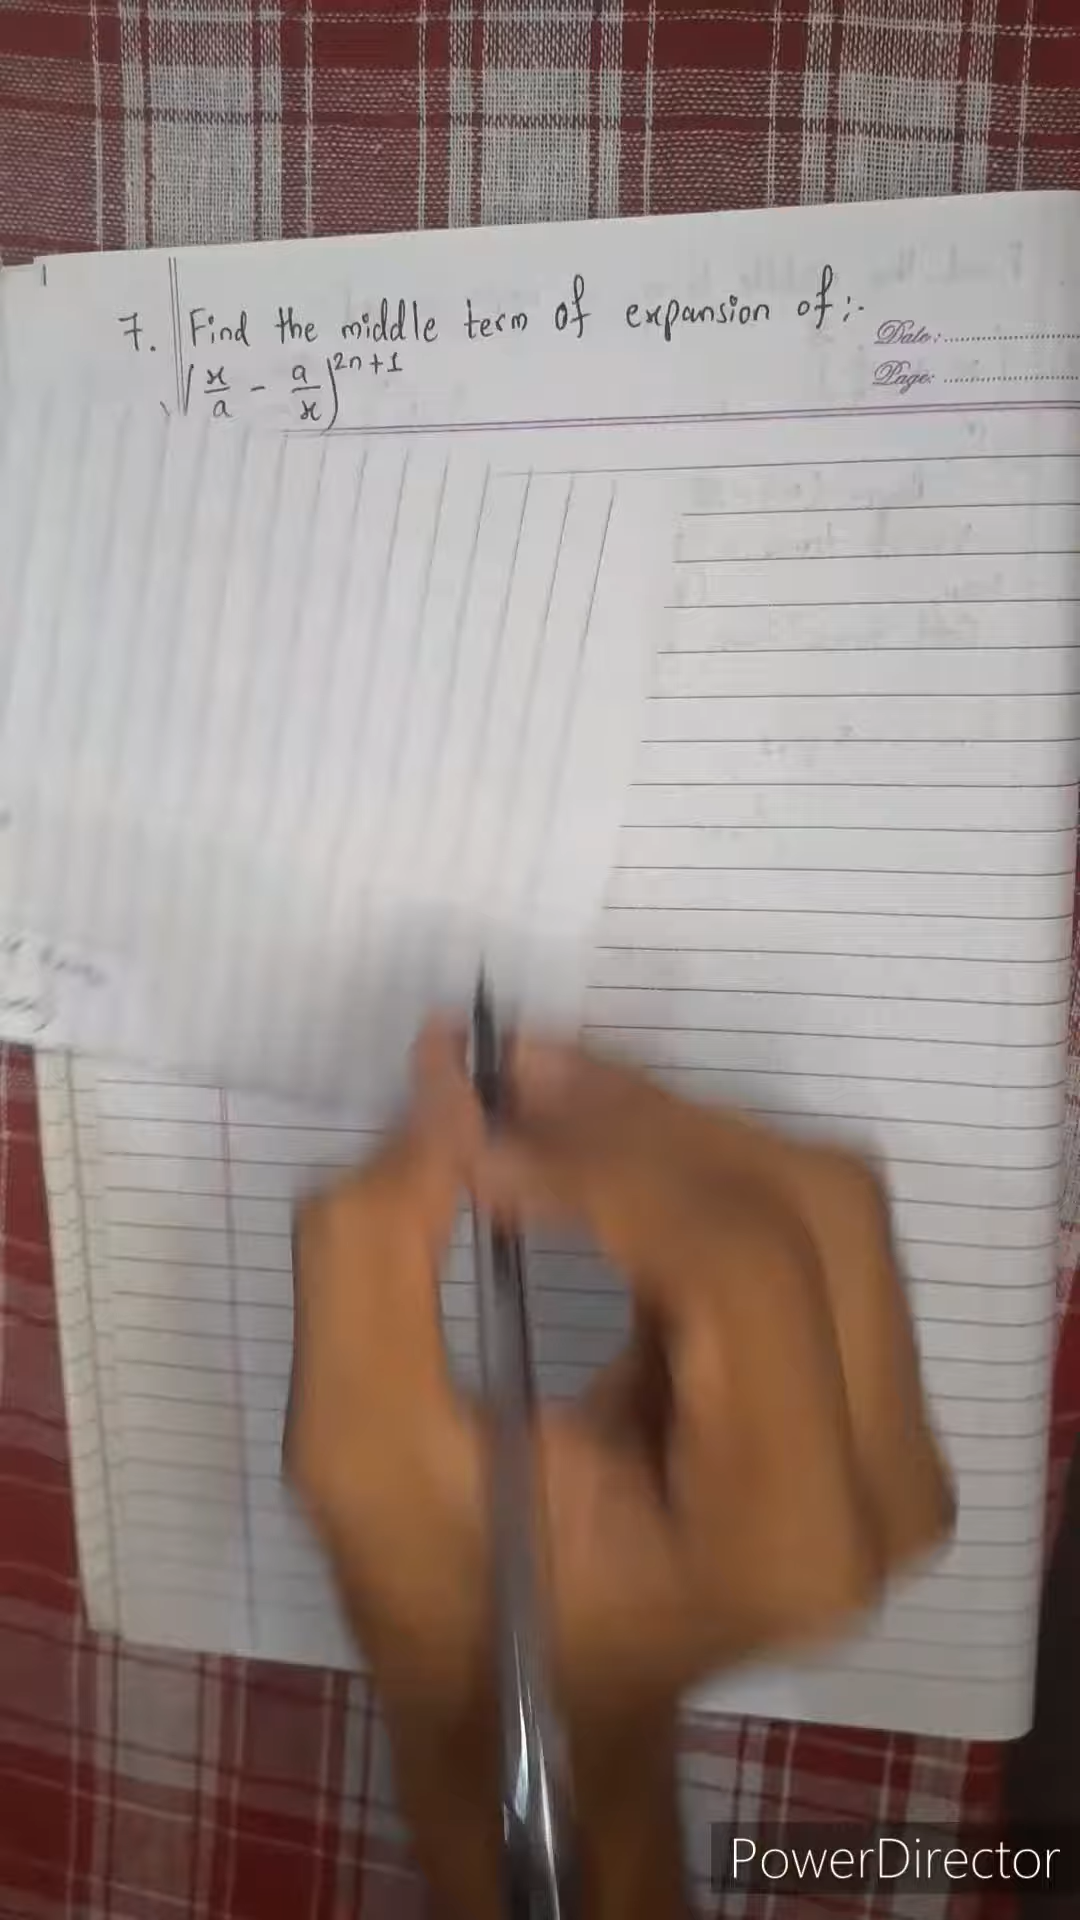 7. Find the middle term of expansion of :-
(x/a - a/x)^2n+1
Date:
Page:
PowerDirector